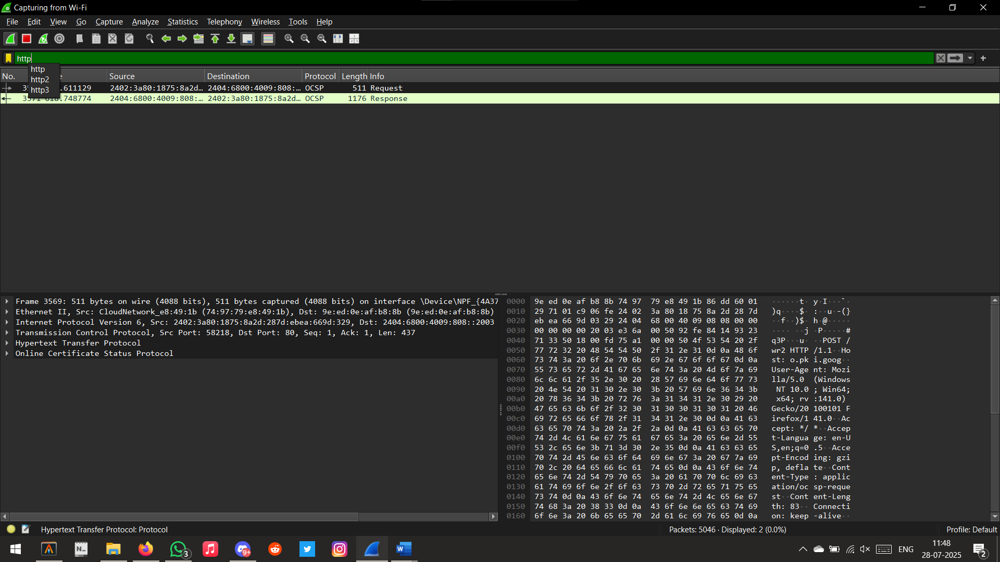 Capturing from Wi-Fi
File Edit View Go Capture Analyze Statistics Telephony Wireless Tools Help
http
http
http2
http3
No. Source Destination Protocol Length Info
.611129 2402:3a80:1875:8a2d… 2404:6800:4009:808:… OCSP 511 Request
3571 618.748774 2404:6800:4009:808:… 2402:3a80:1875:8a2d… OCSP 1176 Response
Frame 3569: 511 bytes on wire (4088 bits), 511 bytes captured (4088 bits) on interface \Device\NPF_{4A37
Ethernet II, Src: CloudNetwork_e8:49:1b (74:97:79:e8:49:1b), Dst: 9e:ed:0e:af:b8:8b (9e:ed:0e:af:b8:8b)
Internet Protocol Version 6, Src: 2402:3a80:1875:8a2d:287d:ebea:669d:329, Dst: 2404:6800:4009:808::2003
Transmission Control Protocol, Src Port: 58218, Dst Port: 80, Seq: 1, Ack: 1, Len: 437
Hypertext Transfer Protocol
Online Certificate Status Protocol
0000 9e ed 0e af b8 8b 74 97 79 e8 49 1b 86 dd 60 01 ······t· y·I···`·
0010 29 71 01 c9 06 fe 24 02 3a 80 18 75 8a 2d 28 7d )q····$· :··u·-(}
0020 eb ea 66 9d 03 29 24 04 68 00 40 09 08 08 00 00 ··f··)$· h·@·····
0030 00 00 00 00 20 03 e3 6a 00 50 92 fe 84 14 93 23 ···· ··j ·P·····#
0040 71 33 50 18 00 fd 75 a1 00 00 50 4f 53 54 20 2f q3P···u· ··POST /
0050 77 72 32 20 48 54 54 50 2f 31 2e 31 0d 0a 48 6f wr2 HTTP /1.1··Ho
0060 73 74 3a 20 6f 2e 70 6b 69 2e 67 6f 6f 67 0d 0a st: o.pk i.goog··
0070 55 73 65 72 2d 41 67 65 6e 74 3a 20 4d 6f 7a 69 User-Age nt: Mozi
0080 6c 6c 61 2f 35 2e 30 20 28 57 69 6e 64 6f 77 73 lla/5.0 (Windows
0090 20 4e 54 20 31 30 2e 30 3b 20 57 69 6e 36 34 3b NT 10.0 ; Win64;
00a0 20 78 36 34 3b 20 72 76 3a 31 34 31 2e 30 29 20 x64; rv :141.0)
00b0 47 65 63 6b 6f 2f 32 30 31 30 30 31 30 31 20 46 Gecko/20 100101 F
00c0 69 72 65 66 6f 78 2f 31 34 31 2e 30 0d 0a 41 63 irefox/1 41.0··Ac
00d0 63 65 70 74 3a 20 2a 2f 2a 0d 0a 41 63 63 65 70 cept: */ *··Accep
00e0 74 2d 4c 61 6e 67 75 61 67 65 3a 20 65 6e 2d 55 t-Langua ge: en-U
00f0 53 2c 65 6e 3b 71 3d 30 2e 35 0d 0a 41 63 63 65 S,en;q=0 .5··Acce
0100 70 74 2d 45 6e 63 6f 64 69 6e 67 3a 20 67 7a 69 pt-Encod ing: gzi
0110 70 2c 20 64 65 66 6c 61 74 65 0d 0a 43 6f 6e 74 p, defla te··Cont
0120 65 6e 74 2d 54 79 70 65 3a 20 61 70 70 6c 69 63 ent-Type : applic
0130 61 74 69 6f 6e 2f 6f 63 73 70 2d 72 65 71 75 65 ation/oc sp-reque
0140 73 74 0d 0a 43 6f 6e 74 65 6e 74 2d 4c 65 6e 67 st··Cont ent-Leng
0150 74 68 3a 20 38 33 0d 0a 43 6f 6e 6e 65 63 74 69 th: 83·· Connecti
0160 6f 6e 3a 20 6b 65 65 70 2d 61 6c 69 76 65 0d 0a on: keep -alive··
Hypertext Transfer Protocol: Protocol Packets: 5046 · Displayed: 2 (0.0%) Profile: Default
N 3 9+ W ENG 11:48
28-07-2025 2